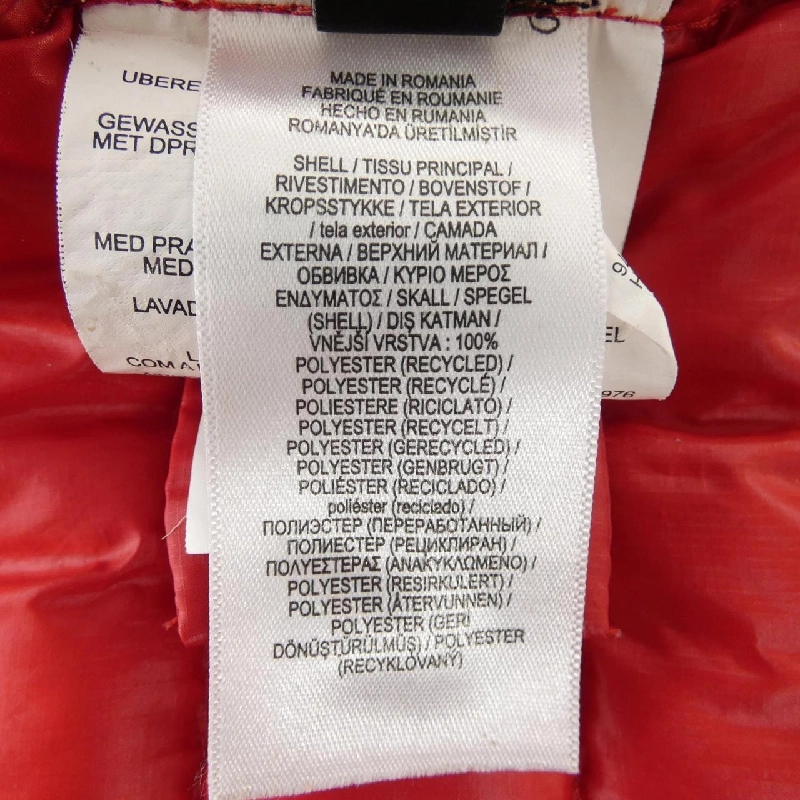 MADE IN ROMANIA
FABRIQUÉ EN ROUMANIE
HECHO EN RUMANIA
ROMANYA'DA ÜRETİLMİŞTİR
SHELL / TISSU PRINCIPAL /
RIVESTIMENTO / BOVENSTOF /
KROPSSTYKKE / TELA EXTERIOR
/ tela exterior / CAMADA
EXTERNA / ВЕРХНИЙ МАТЕРИАЛ /
ОБВИВКА / ΚΥΡΙΟ ΜΕΡΟΣ
ΕΝΔΥΜΑΤΟΣ / SKALL / SPEGEL
(SHELL) / DIŞ KATMAN /
VNĚJŠÍ VRSTVA : 100%
POLYESTER (RECYCLED) /
POLYESTER (RECYCLÉ) /
POLIESTERE (RICICLATO) /
POLYESTER (RECYCELT) /
POLYESTER (GERECYCLED) /
POLYESTER (GENBRUGT) /
POLIÉSTER (RECICLADO) /
poliéster (reciclado) /
ПОЛИЭСТЕР (ПЕРЕРАБОТАННЫЙ) /
ПОЛИЕСТЕР (РЕЦИКЛИРАН) /
ΠΟΛΥΕΣΤΕΡΑΣ (ΑΝΑΚΥΚΛΩΜΕΝΟ) /
POLYESTER (RESIRKULERT) /
POLYESTER (ÅTERVUNNEN) /
POLYESTER (GERİ
DÖNÜŞTÜRÜLMÜŞ) / POLYESTER
(RECYKLOVANÝ)
UBERE
GEWASS
MET DPR
MED PRA
MED
LAVAD
COM A
EL
976